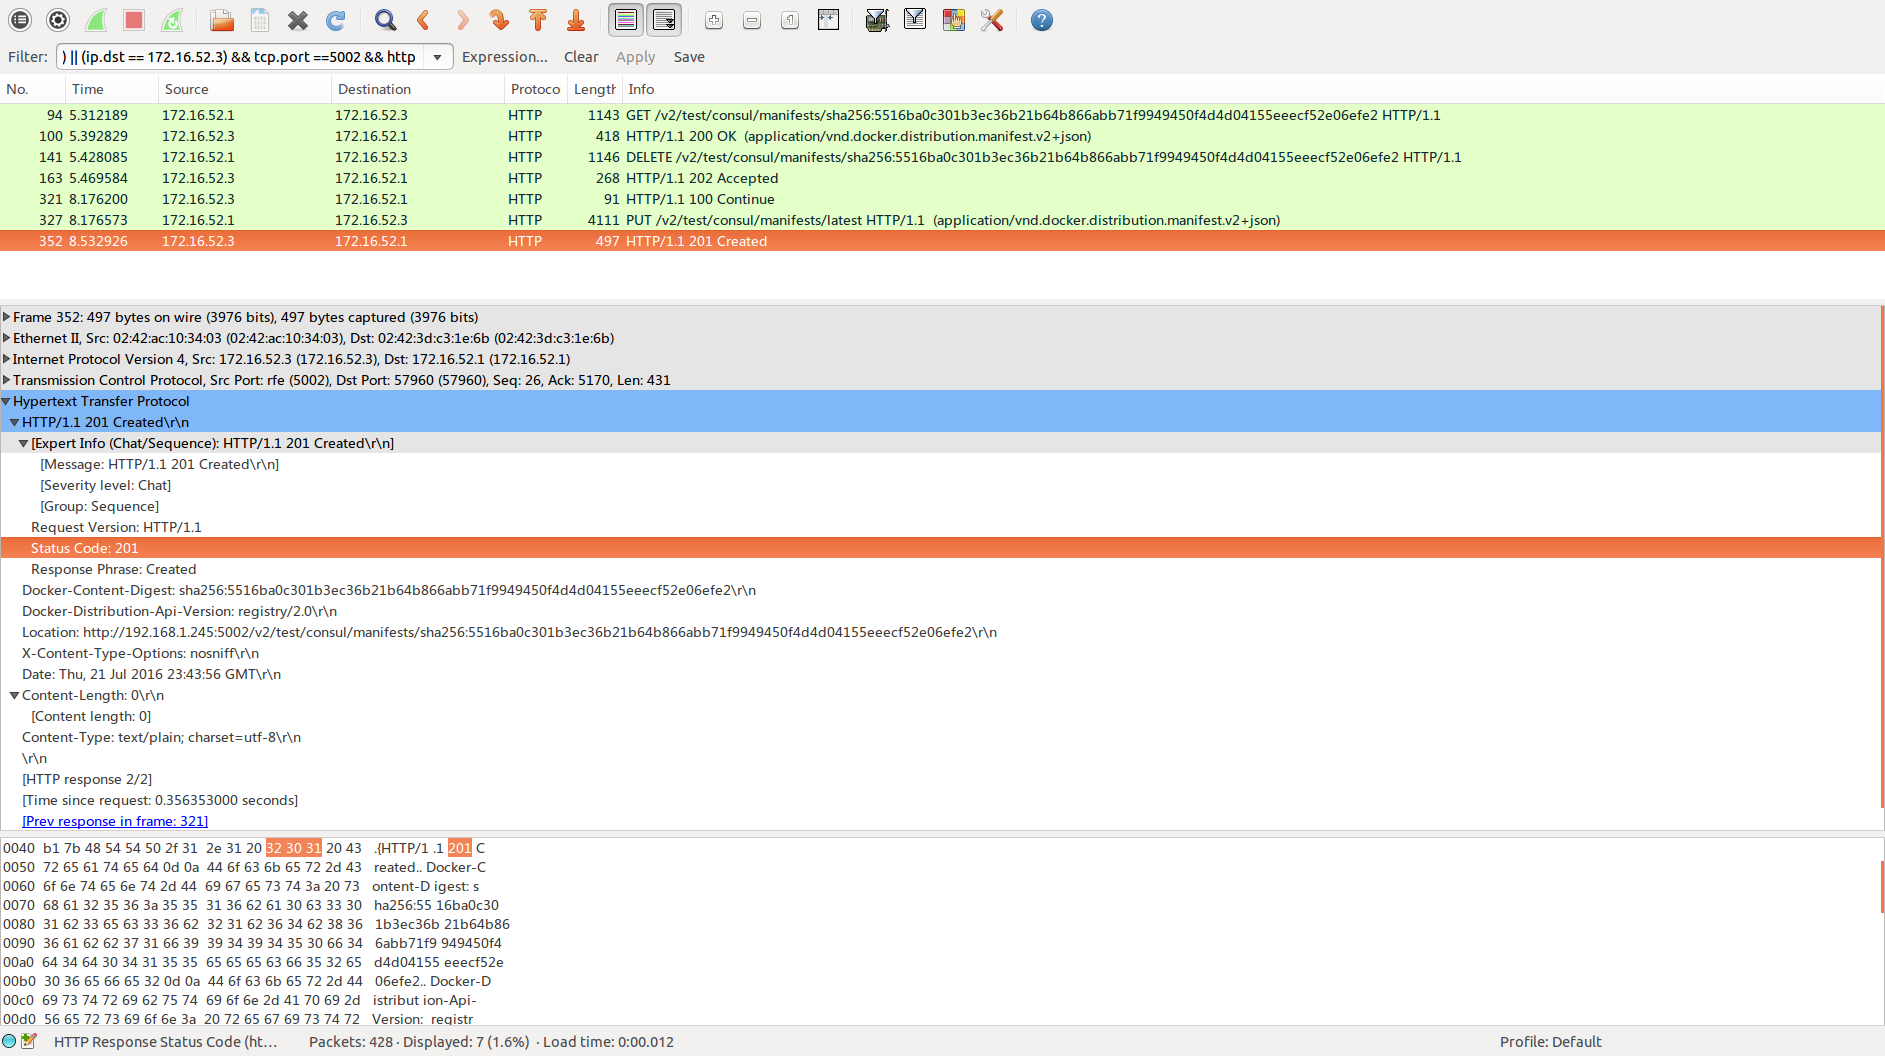 Filter: ) || (ip.dst == 172.16.52.3) && tcp.port ==5002 && http Expression... Clear Apply Save
No. Time Source Destination Protoco Length Info
94 5.312189 172.16.52.1 172.16.52.3 HTTP 1143 GET /v2/test/consul/manifests/sha256:5516ba0c301b3ec36b21b64b866abb71f9949450f4d4d04155eeecf52e06efe2 HTTP/1.1
100 5.392829 172.16.52.3 172.16.52.1 HTTP 418 HTTP/1.1 200 OK (application/vnd.docker.distribution.manifest.v2+json)
141 5.428085 172.16.52.1 172.16.52.3 HTTP 1146 DELETE /v2/test/consul/manifests/sha256:5516ba0c301b3ec36b21b64b866abb71f9949450f4d4d04155eeecf52e06efe2 HTTP/1.1
163 5.469584 172.16.52.3 172.16.52.1 HTTP 268 HTTP/1.1 202 Accepted
321 8.176200 172.16.52.3 172.16.52.1 HTTP 91 HTTP/1.1 100 Continue
327 8.176573 172.16.52.1 172.16.52.3 HTTP 4111 PUT /v2/test/consul/manifests/latest HTTP/1.1 (application/vnd.docker.distribution.manifest.v2+json)
352 8.532926 172.16.52.3 172.16.52.1 HTTP 497 HTTP/1.1 201 Created
Frame 352: 497 bytes on wire (3976 bits), 497 bytes captured (3976 bits)
Ethernet II, Src: 02:42:ac:10:34:03 (02:42:ac:10:34:03), Dst: 02:42:3d:c3:1e:6b (02:42:3d:c3:1e:6b)
Internet Protocol Version 4, Src: 172.16.52.3 (172.16.52.3), Dst: 172.16.52.1 (172.16.52.1)
Transmission Control Protocol, Src Port: rfe (5002), Dst Port: 57960 (57960), Seq: 26, Ack: 5170, Len: 431
Hypertext Transfer Protocol
HTTP/1.1 201 Created\r\n
[Expert Info (Chat/Sequence): HTTP/1.1 201 Created\r\n]
[Message: HTTP/1.1 201 Created\r\n]
[Severity level: Chat]
[Group: Sequence]
Request Version: HTTP/1.1
Status Code: 201
Response Phrase: Created
Docker-Content-Digest: sha256:5516ba0c301b3ec36b21b64b866abb71f9949450f4d4d04155eeecf52e06efe2\r\n
Docker-Distribution-Api-Version: registry/2.0\r\n
Location: http://192.168.1.245:5002/v2/test/consul/manifests/sha256:5516ba0c301b3ec36b21b64b866abb71f9949450f4d4d04155eeecf52e06efe2\r\n
X-Content-Type-Options: nosniff\r\n
Date: Thu, 21 Jul 2016 23:43:56 GMT\r\n
Content-Length: 0\r\n
[Content length: 0]
Content-Type: text/plain; charset=utf-8\r\n
\r\n
[HTTP response 2/2]
[Time since request: 0.356353000 seconds]
[Prev response in frame: 321]
0040 b1 7b 48 54 54 50 2f 31 2e 31 20 32 30 31 20 43 .{HTTP/1 .1 201 C
0050 72 65 61 74 65 64 0d 0a 44 6f 63 6b 65 72 2d 43 reated.. Docker-C
0060 6f 6e 74 65 6e 74 2d 44 69 67 65 73 74 3a 20 73 ontent-D igest: s
0070 68 61 32 35 36 3a 35 35 31 36 62 61 30 63 33 30 ha256:55 16ba0c30
0080 31 62 33 65 63 33 36 62 32 31 62 36 34 62 38 36 1b3ec36b 21b64b86
0090 36 61 62 62 37 31 66 39 39 34 39 34 35 30 66 34 6abb71f9 949450f4
00a0 64 34 64 30 34 31 35 35 65 65 65 63 66 35 32 65 d4d04155 eeecf52e
00b0 30 36 65 66 65 32 0d 0a 44 6f 63 6b 65 72 2d 44 06efe2.. Docker-D
00c0 69 73 74 72 69 62 75 74 69 6f 6e 2d 41 70 69 2d istribut ion-Api-
00d0 56 65 72 73 69 6f 6e 3a 20 72 65 67 69 73 74 72 Version: registr
HTTP Response Status Code (ht... Packets: 428 · Displayed: 7 (1.6%) · Load time: 0:00.012 Profile: Default